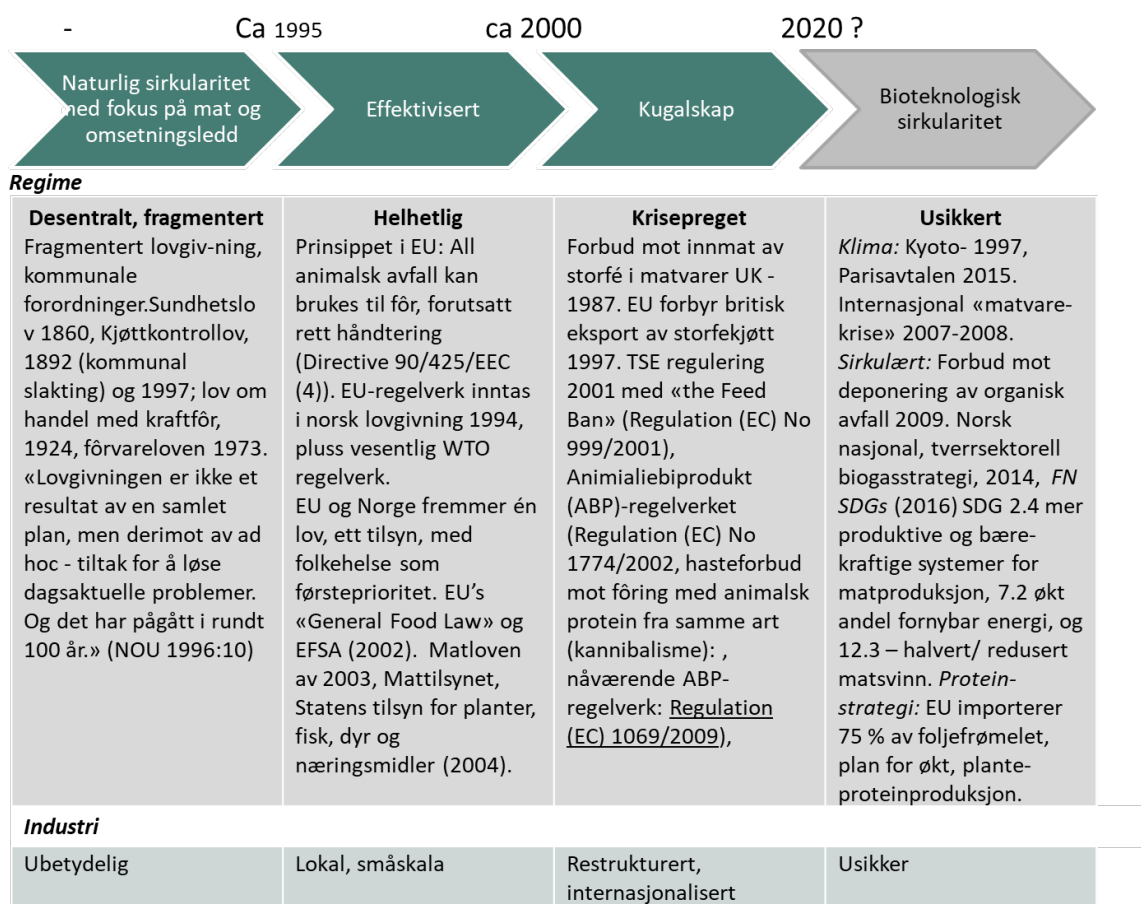 -
Ca 1995
ca 2000
2020 ?
Naturlig sirkularitet
med fokus på mat og
omsetningsledd
Effektivisert
Kugalskap
Bioteknologisk
sirkularitet
Regime
Desentralt, fragmentert
Fragmentert lovgiv-ning,
kommunale
forordninger.Sundhetslo
v 1860, Kjøttkontrollov,
1892 (kommunal
slakting) og 1997; lov om
handel med kraftfôr,
1924, fôrvareloven 1973.
«Lovgivningen er ikke et
resultat av en samlet
plan, men derimot av ad
hoc - tiltak for å løse
dagsaktuelle problemer.
Og det har pågått i rundt
100 år.» (NOU 1996:10)
Helhetlig
Prinsippet i EU: All
animalsk avfall kan
brukes til fôr, forutsatt
rett håndtering
(Directive 90/425/EEC
(4)). EU-regelverk inntas
i norsk lovgivning 1994,
pluss vesentlig WTO
regelverk.
EU og Norge fremmer én
lov, ett tilsyn, med
folkehelse som
førsteprioritet. EU’s
«General Food Law» og
EFSA (2002).  Matloven
av 2003, Mattilsynet,
Statens tilsyn for planter,
fisk, dyr og
næringsmidler (2004).
Krisepreget
Forbud mot innmat av
storfé i matvarer UK -
1987. EU forbyr britisk
eksport av storfekjøtt
1997. TSE regulering
2001 med «the Feed
Ban» (Regulation (EC) No
999/2001),
Animialiebiprodukt
(ABP)-regelverket
(Regulation (EC) No
1774/2002, hasteforbud
mot fôring med animalsk
protein fra samme art
(kannibalisme): ,
nåværende ABP-
regelverk: Regulation
(EC) 1069/2009),
Usikkert
Klima: Kyoto- 1997,
Parisavtalen 2015.
Internasjonal «matvare-
krise» 2007-2008.
Sirkulært: Forbud mot
deponering av organisk
avfall 2009. Norsk
nasjonal, tverrsektorell
biogasstrategi, 2014,  FN
SDGs (2016) SDG 2.4 mer
produktive og bære-
kraftige systemer for
matproduksjon, 7.2 økt
andel fornybar energi, og
12.3 – halvert/ redusert
matsvinn. Protein-
strategi: EU importerer
75 % av foljefrømelet,
plan for økt, plante-
proteinproduksjon.
Industri
Ubetydelig
Lokal, småskala
Restrukturert,
internasjonalisert
Usikker